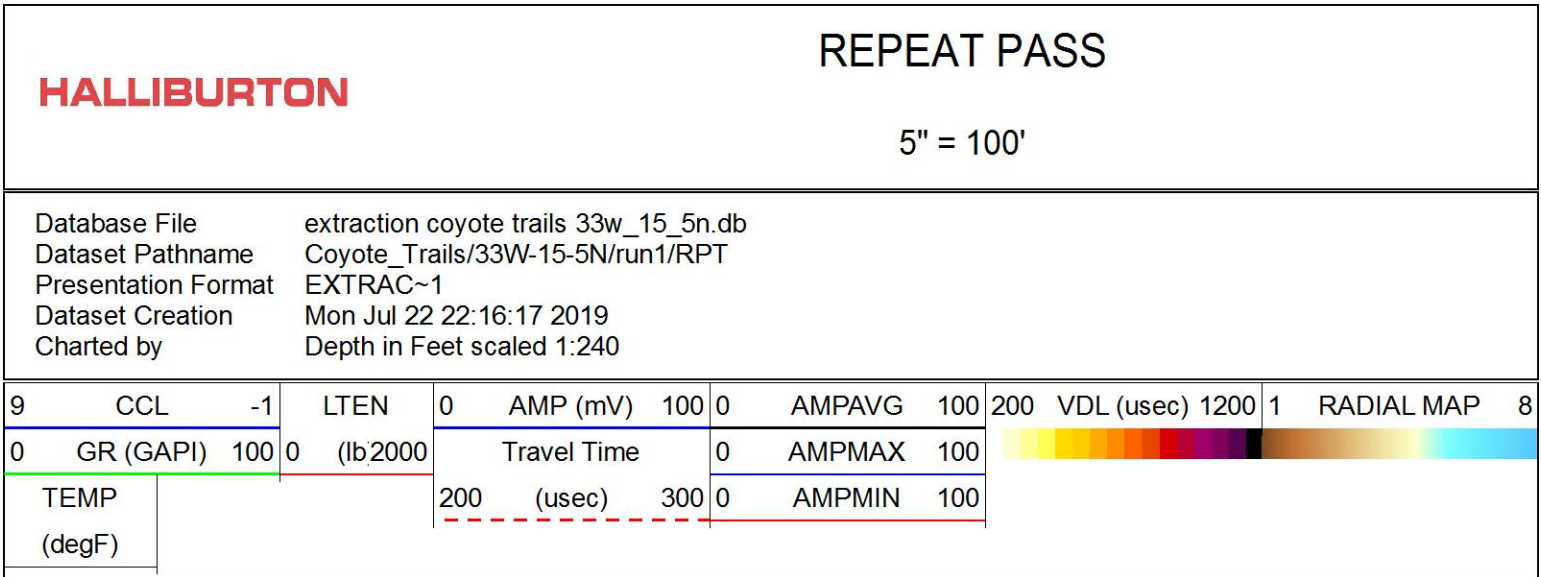 HALLIBURTON
REPEAT PASS
5" = 100'
Database File extraction coyote trails 33w_15_5n.db
Dataset Pathname Coyote_Trails/33W-15-5N/run1/RPT
Presentation Format EXTRAC~1
Dataset Creation Mon Jul 22 22:16:17 2019
Charted by Depth in Feet scaled 1:240
9 CCL -1 LTEN 0 AMP (mV) 100 0 AMPAVG 100 200 VDL (usec) 1200 1 RADIAL MAP 8
0 GR (GAPI) 100 0 (lb 2000 Travel Time 0 AMPMAX 100
TEMP 200 (usec) 300 0 AMPMIN 100
(degF)